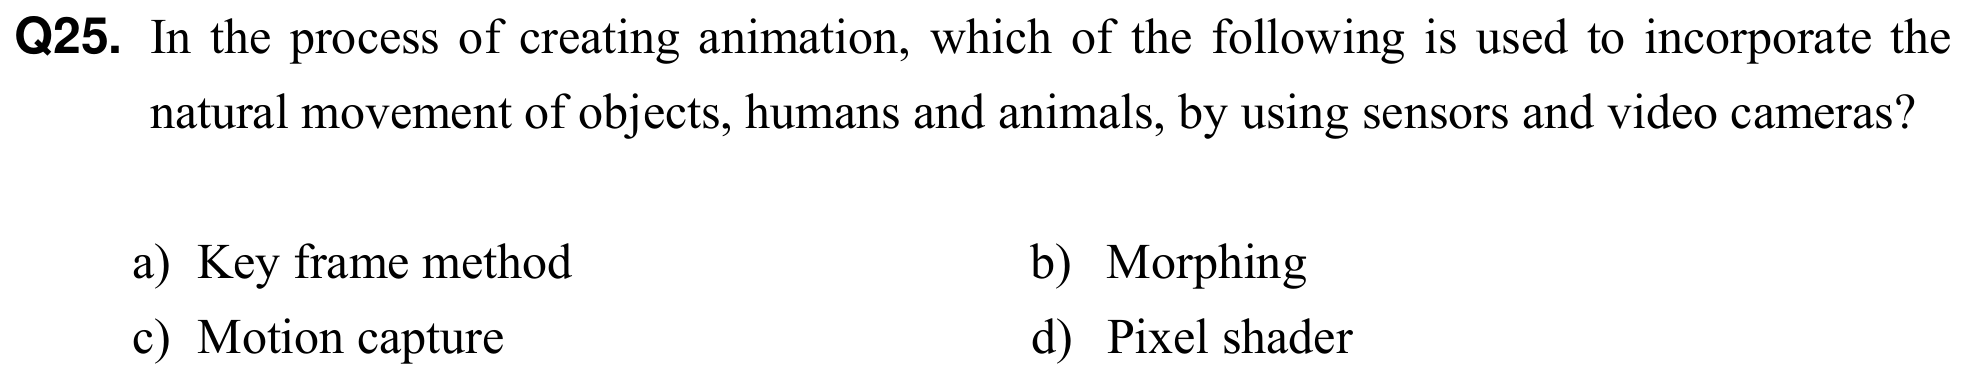 Q25. In the process of creating animation, which of the following is used to incorporate the
natural movement of objects, humans and animals, by using sensors and video cameras?
a) Key frame method b) Morphing
c) Motion capture d) Pixel shader